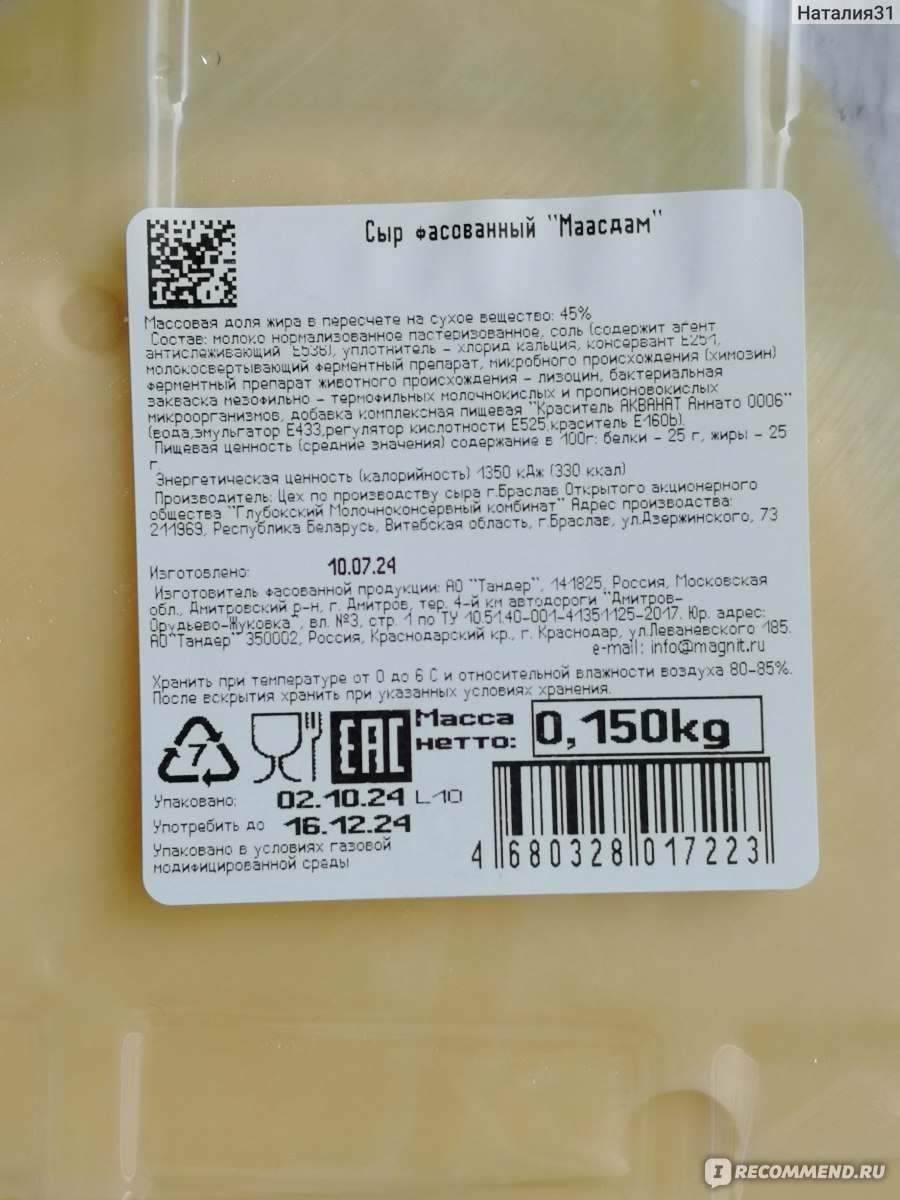 Наталия31
Сыр фасованный "Маасдам"
Массовая доля жира в пересчете на сухое вещество: 45%
Состав: молоко нормализованное пастеризованное, соль (содержит агент
антислеживающий E536), уплотнитель – хлорид кальция, консервант E251,
молокосвертывающий ферментный препарат, микробного происхождения (химозин)
ферментный препарат животного происхождения – лизоцин, бактериальная
закваска мезофильно – термофильных молочнокислых и пропионовокислых
микроорганизмов, добавка комплексная пищевая "Краситель АКВАНАТ Аннато 0006"
(вода,эмульгатор E433,регулятор кислотности E525,краситель E160b).
Пищевая ценность (средние значения) содержание в 100г: белки – 25 г, жиры – 25
г.
Энергетическая ценность (калорийность) 1350 кДж (330 ккал)
Производитель: Цех по производству сыра г.Браслав Открытого акционерного
общества "Глубокский Молочноконсервный комбинат" Адрес производства:
211969, Республика Беларусь, Витебская область, г.Браслав, ул.Дзержинского, 73
Изготовлено: 10.07.24
Изготовитель фасованной продукции: АО "Тандер", 141825, Россия, Московская
обл., Дмитровский р-н, г. Дмитров, тер. 4-й км автодороги "Дмитров-
Орудьево-Жуковка", вл. №3, стр. 1 по ТУ 10.51.40-001-41351125-2017. Юр. адрес:
АО"Тандер" 350002, Россия, Краснодарский кр., г. Краснодар, ул.Леваневского 185.
e-mail: info@magnit.ru
Хранить при температуре от 0 до 6 С и относительной влажности воздуха 80-85%.
После вскрытия хранить при указанных условиях хранения.
7
EAC
Масса
нетто: 0,150kg
Упаковано: 02.10.24 L-10
Употребить до 16.12.24
Упаковано в условиях газовой
модифицированной среды
4 680328 017223
IRECOMMEND.RU